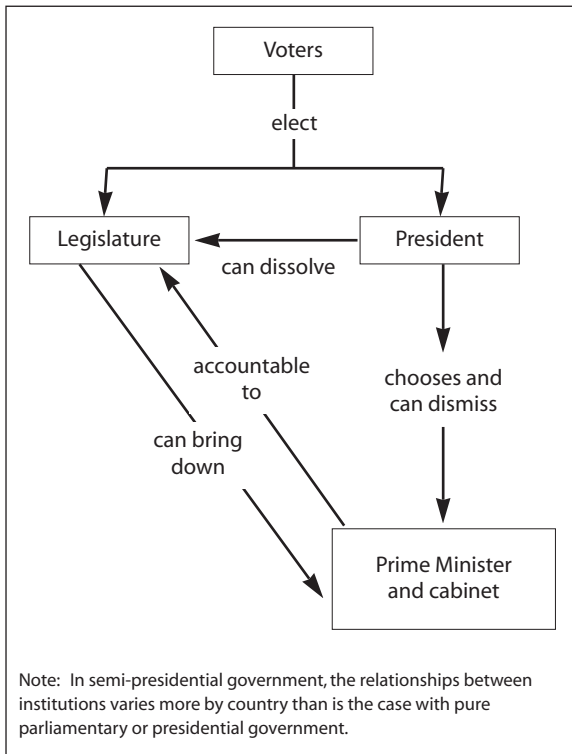 Voters
elect
Legislature
President
can dissolve
accountable
to
chooses and
can dismiss
can bring
down
Prime Minister
and cabinet
Note: In semi-presidential government, the relationships between
institutions varies more by country than is the case with pure
parliamentary or presidential government.